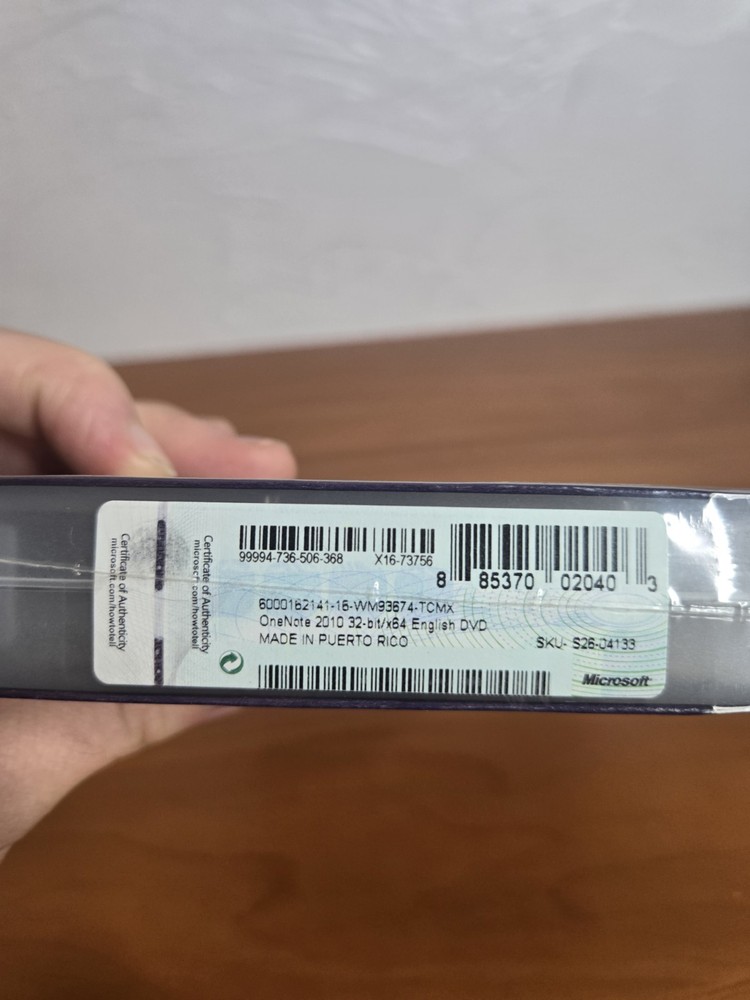 Certificate of Authenticity
microsoft.com/howtotell
Certificate of Authenticity
microsoft.com/howtotell
99994-736-506-368
X16-73756
8 85370 02040 3
6000162141-16-WM93674-TCMX
OneNote 2010 32-bit/x64 English DVD
MADE IN PUERTO RICO
SKU- S26-04133
Microsoft